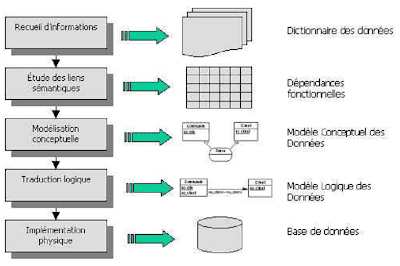 Recueil d'informations
Dictionnaire des données
Étude des liens
sémantiques
Dépendances
fonctionnelles
Modélisation
conceptuelle
Commande
Client
Modèle Conceptuel des
Données
Traduction logique
Commande
Client
Modèle Logique des
Données
Implémentation
physique
Base de données